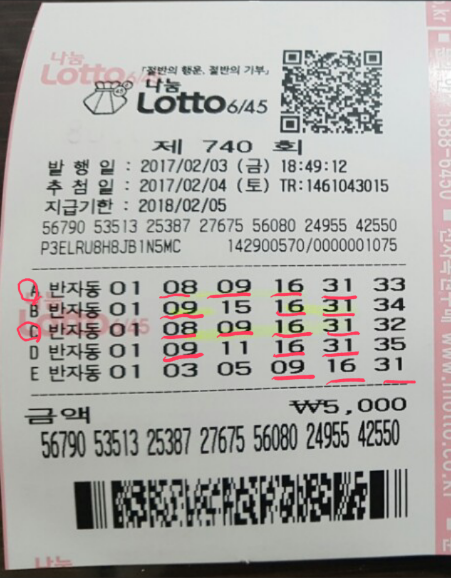 나눔
Lotto 6/45
「절반의 행운, 절반의 기부」
나눔
Lotto 6/45
제 740 회
발 행 일 : 2017/02/03 (금) 18:49:12
추 첨 일 : 2017/02/04 (토) TR:1461043015
지급기한 : 2018/02/05
56790 53513 25387 27675 56080 24955 42550
P3ELRU8H8JB1N5MC 142900570/0000001075
A 반자동 01 08 09 16 31 33
B 반자동 01 09 15 16 31 34
C 반자동 01 08 09 16 31 32
D 반자동 01 09 11 16 31 35
E 반자동 01 03 05 09 16 31
금액 ₩5,000
56790 53513 25387 27675 56080 24955 42550